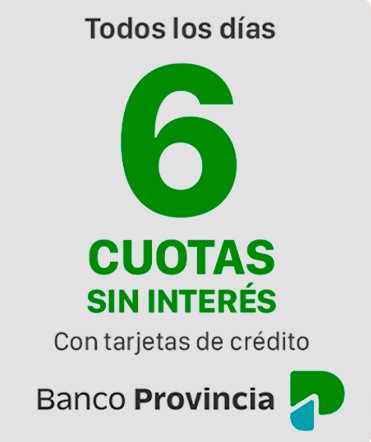 Todos los días
6
CUOTAS
SIN INTERÉS
Con tarjetas de crédito
Banco Provincia